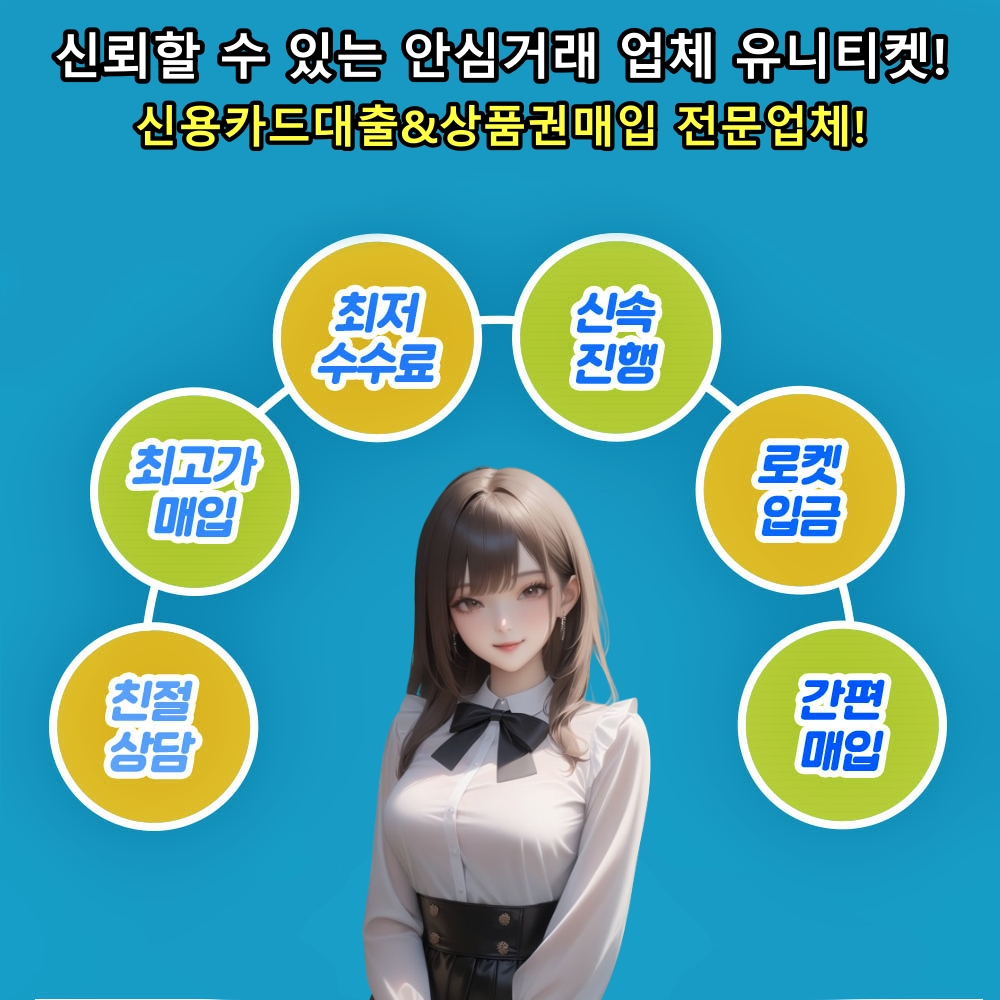 신뢰할 수 있는 안심거래 업체 유니티켓!
신용카드대출&상품권매입 전문업체!
최저
수수료
신속
진행
최고가
매입
로켓
입금
친절
상담
간편
매입